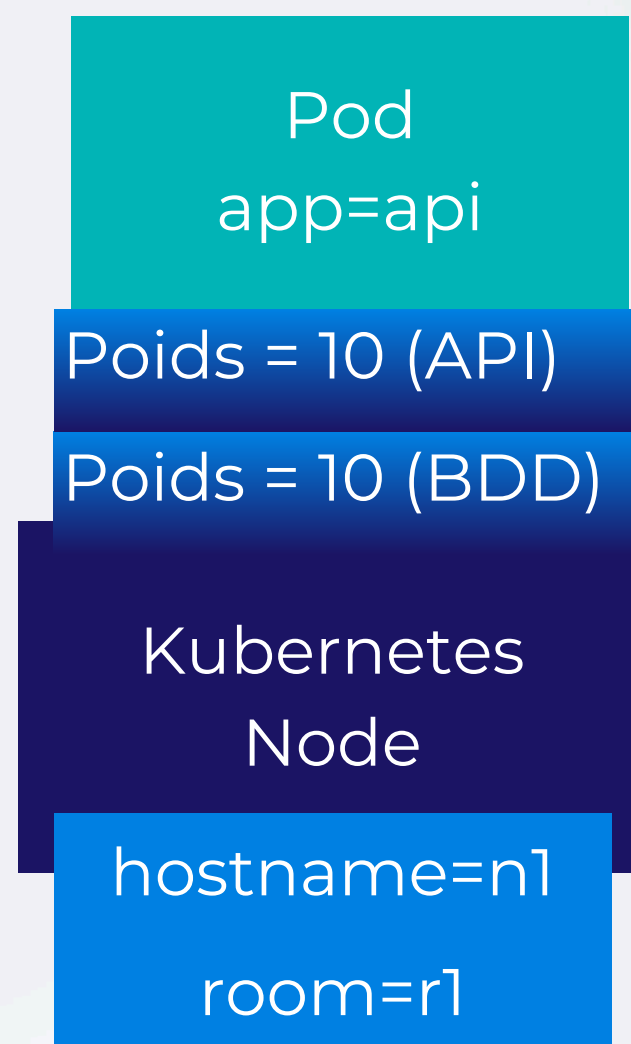 Pod
app=api
Poids = 10 (API)
Poids = 10 (BDD)
Kubernetes
Node
hostname=n1
room=r1